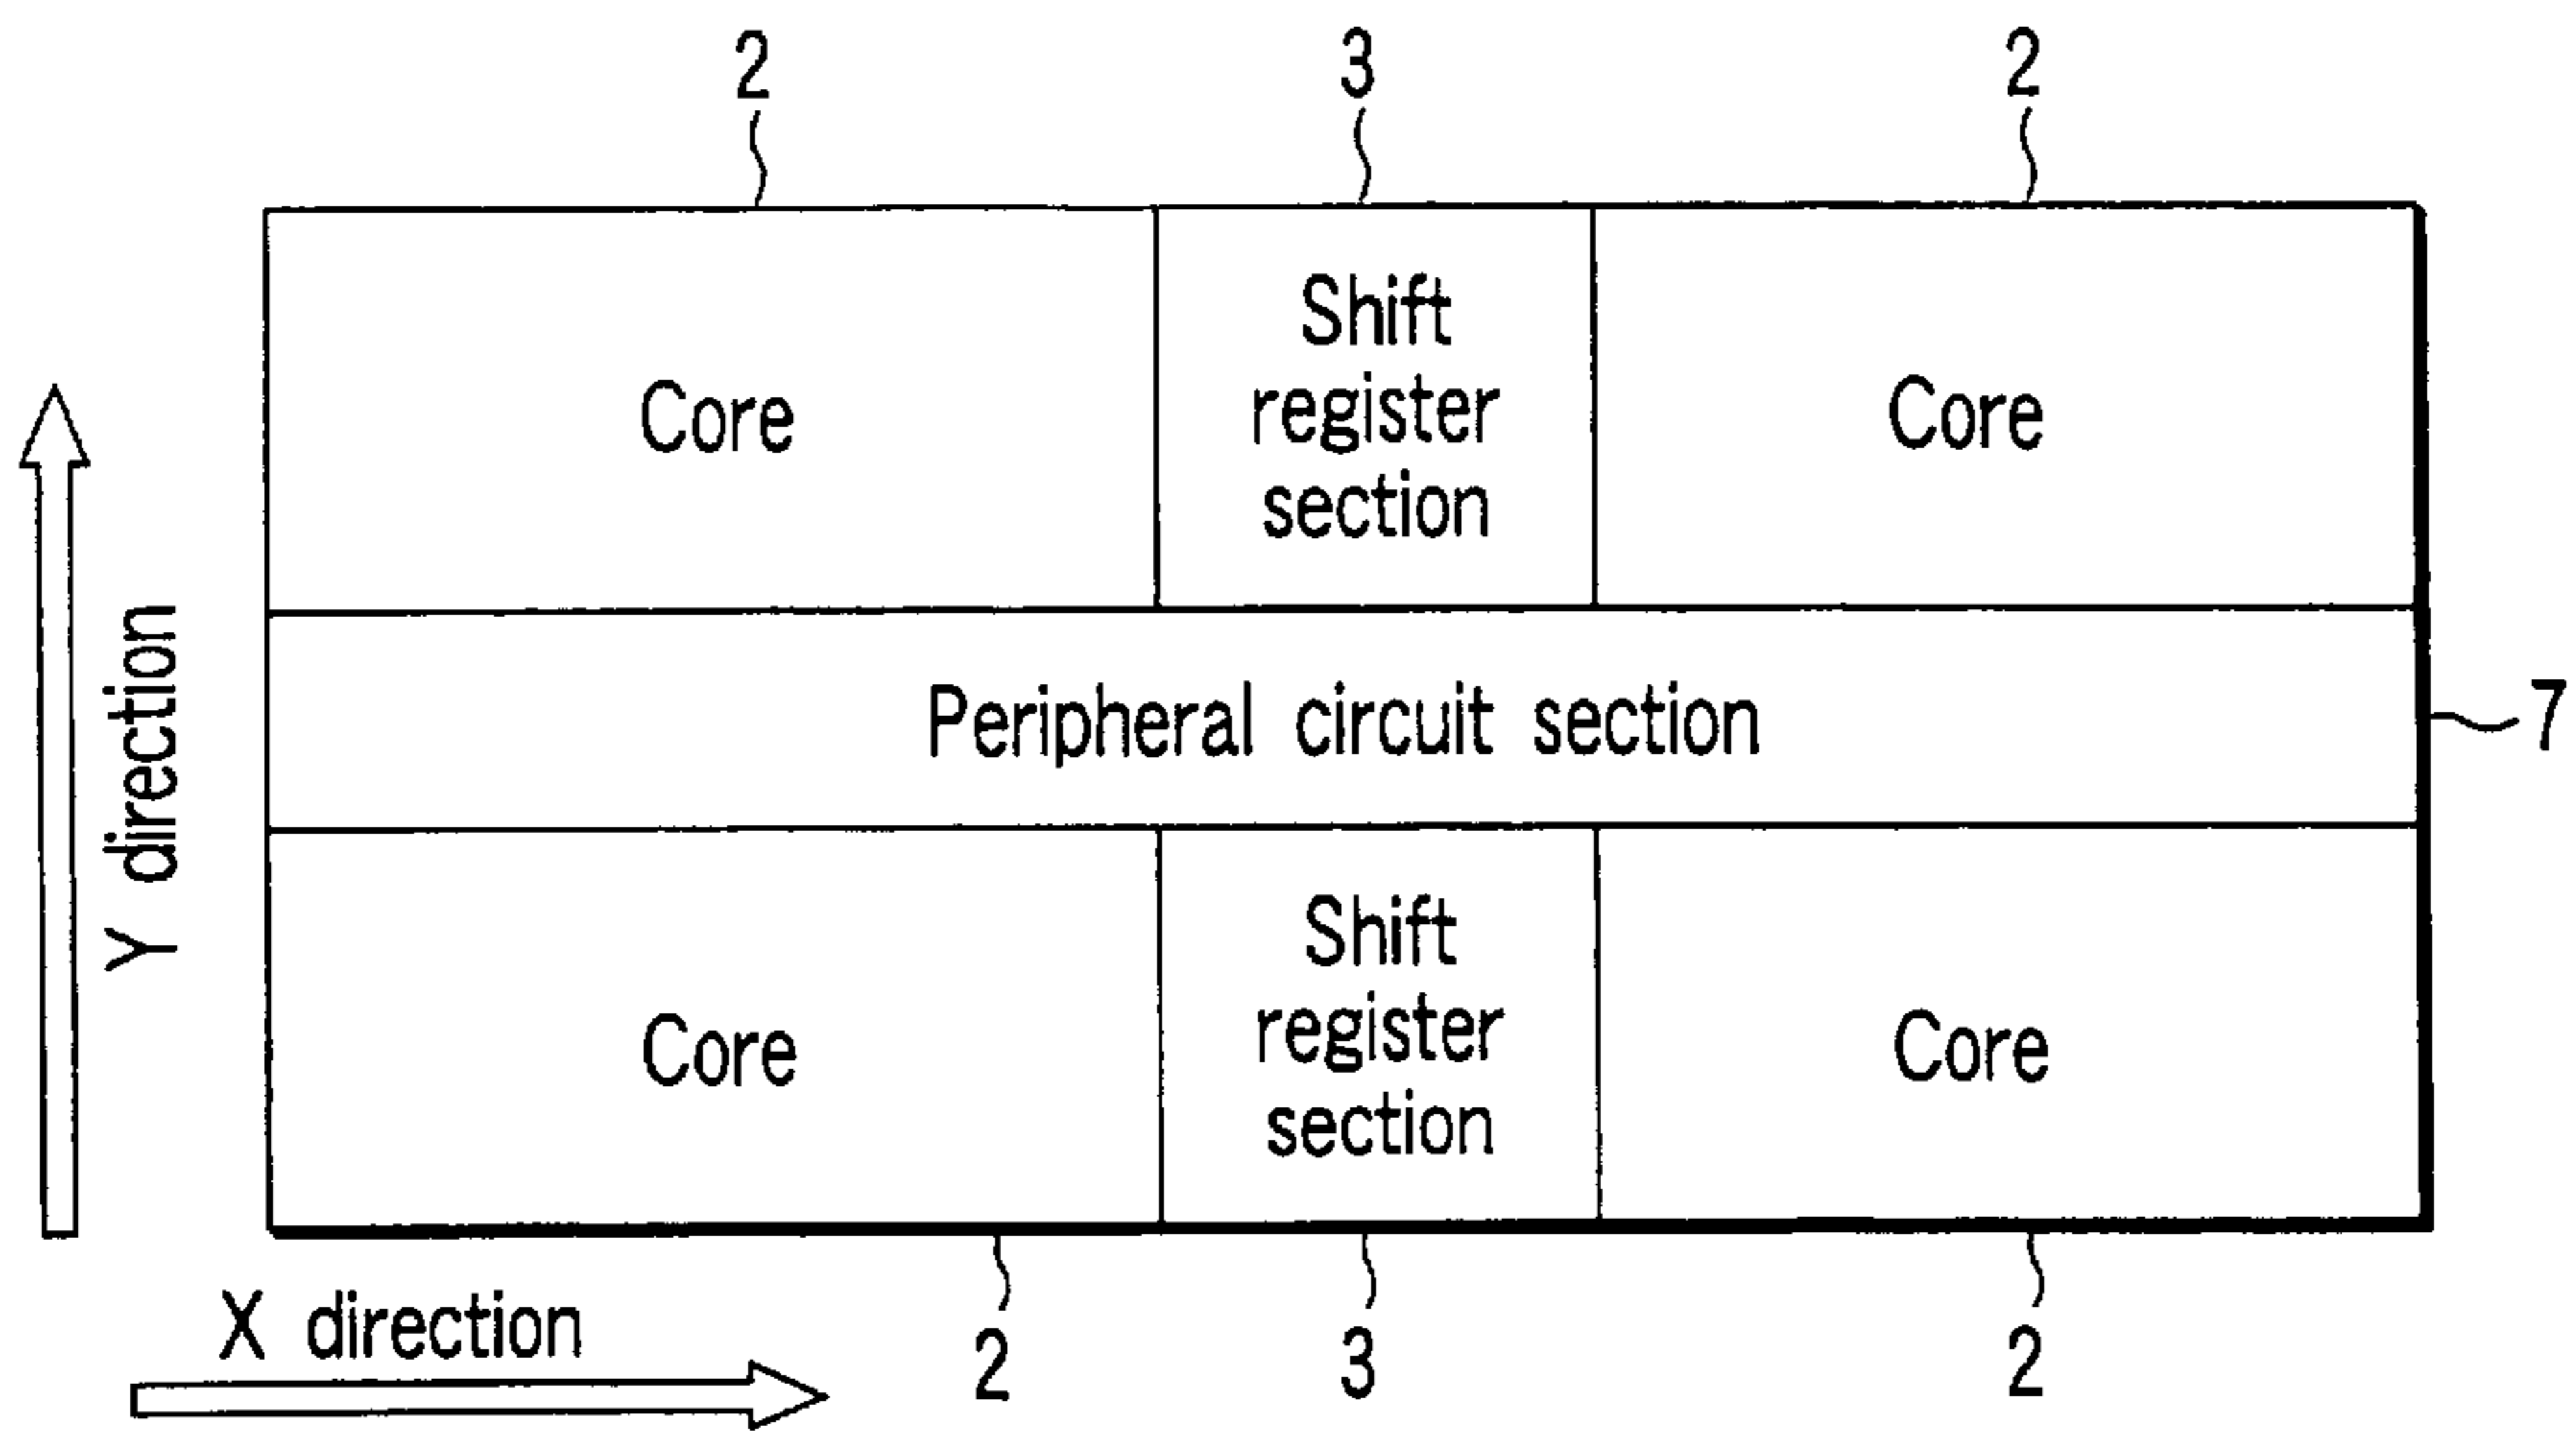 2 3 2
Shift
register
section
Core Core
Peripheral circuit section
7
Y direction
Shift
register
section
Core Core
X direction
2 3 2